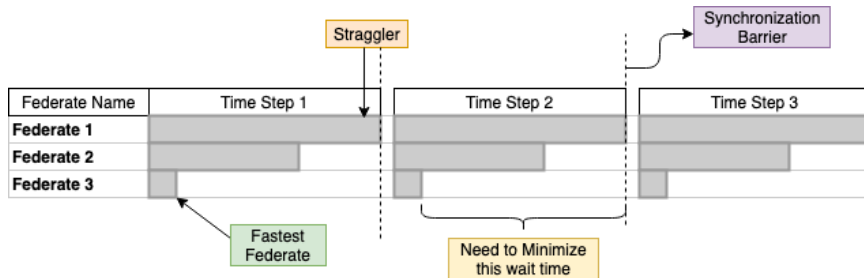 Synchronization
Barrier
Straggler
Federate Name Time Step 1 Time Step 2 Time Step 3
Federate 1
Federate 2
Federate 3
Fastest
Federate
Need to Minimize
this wait time